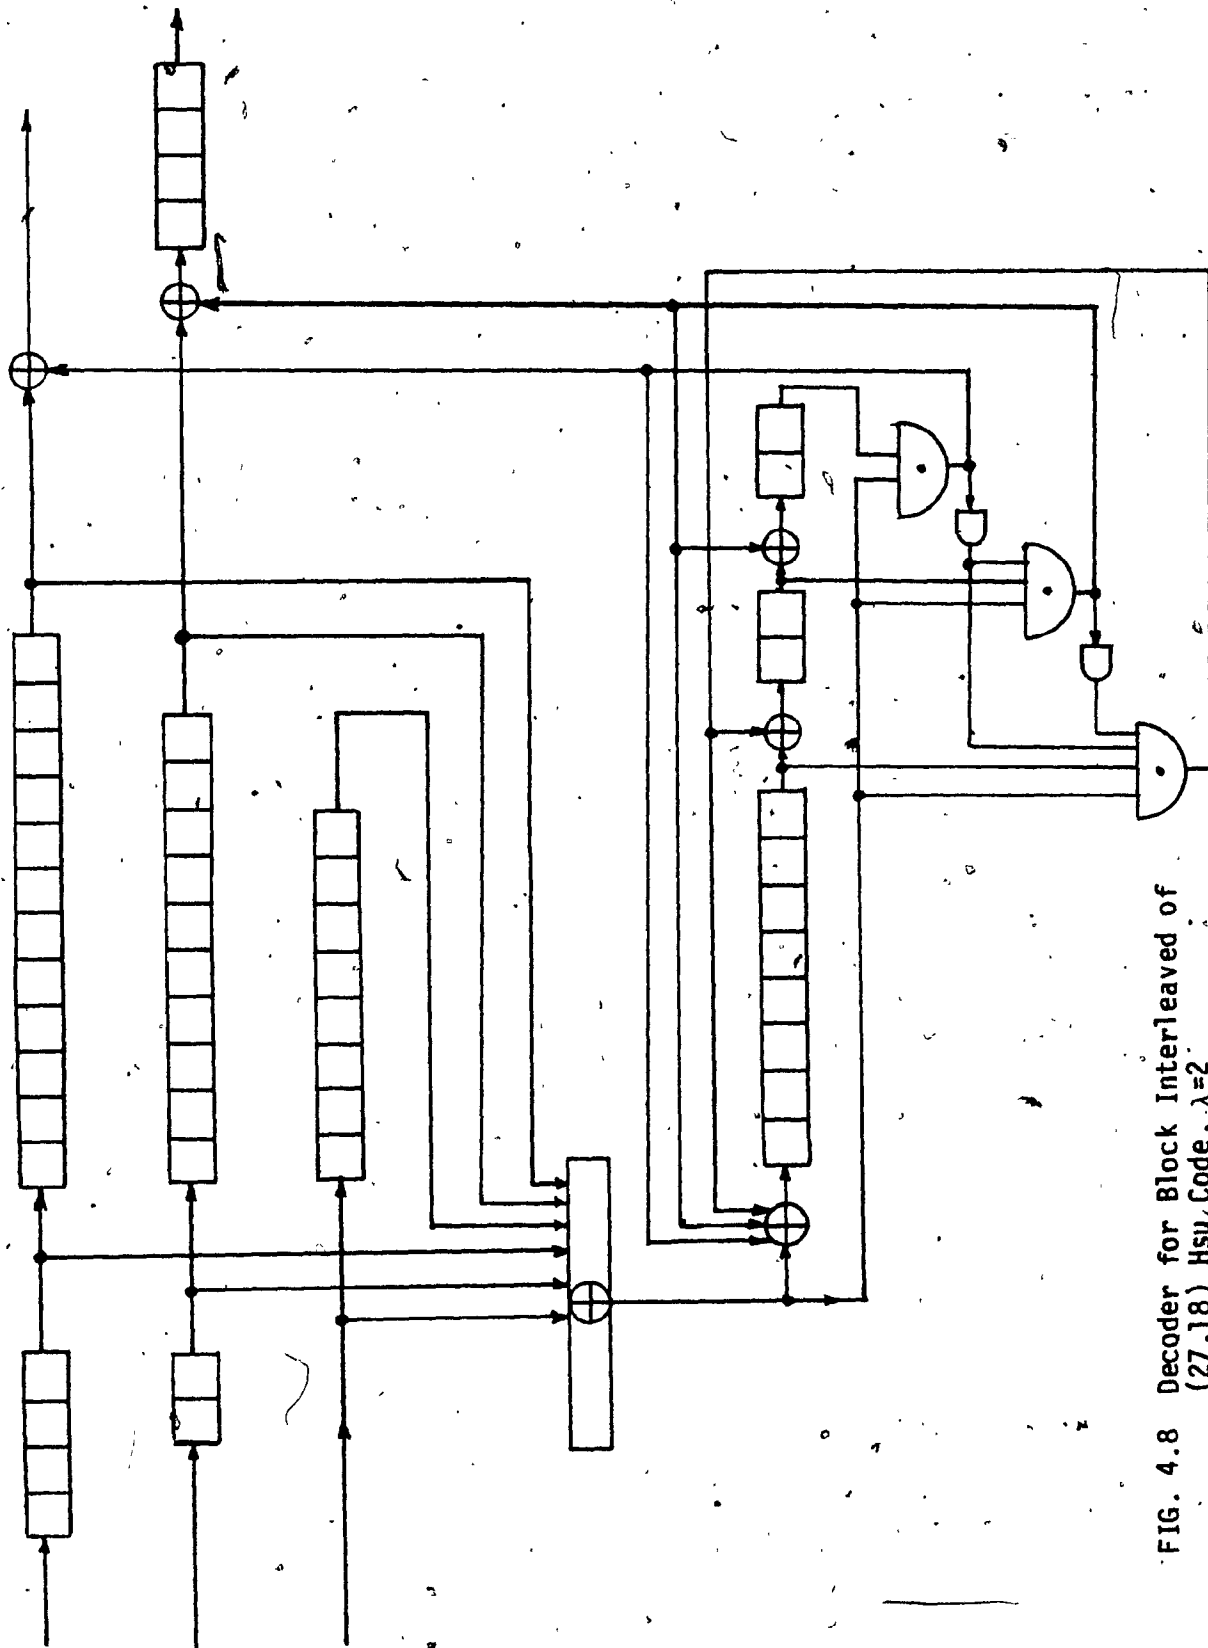 FIG. 4.8 Decoder for Block Interleaved of
(27,18) Hsu Code, λ=2